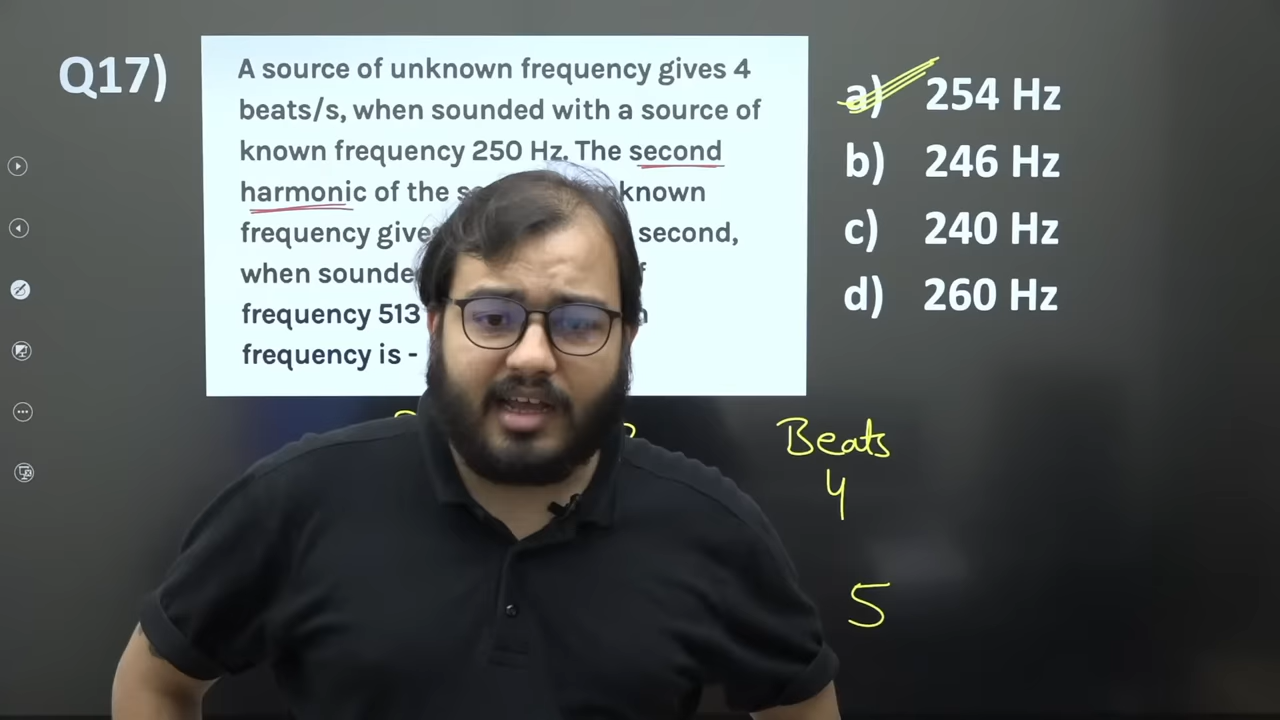 Q17)
A source of unknown frequency gives 4
beats/s, when sounded with a source of
known frequency 250 Hz. The second
harmonic of the unknown
frequency second,
when
frequency 513
frequency is -
a) 254 Hz
b) 246 Hz
c) 240 Hz
d) 260 Hz
Beats
4
5